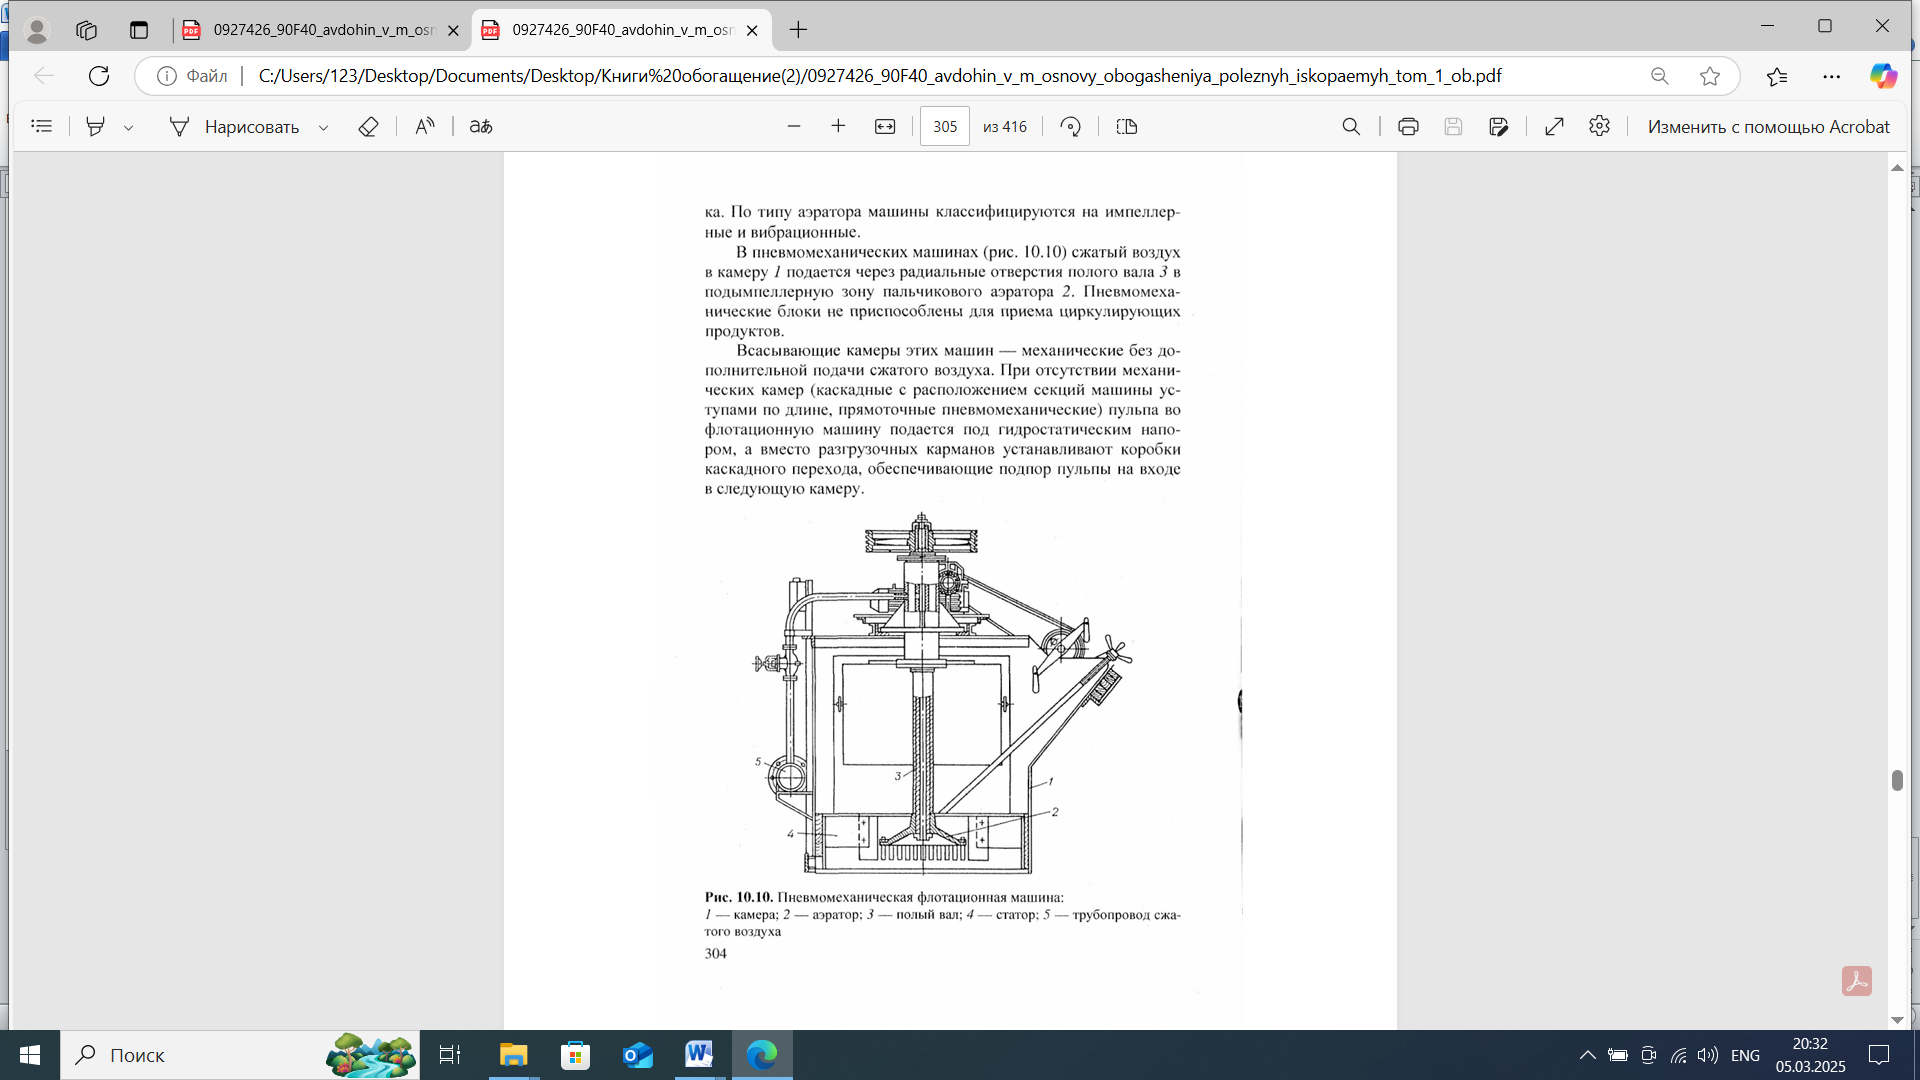 0927426_90F40_avdohin_v_m_osn
0927426_90F40_avdohin_v_m_osn
Файл
C:/Users/123/Desktop/Documents/Desktop/Книги%20обогащение(2)/0927426_90F40_avdohin_v_m_osnovy_obogasheniya_poleznyh_iskopaemyh_tom_1_ob.pdf
Нарисовать
305 из 416
Изменить с помощью Acrobat
ка. По типу аэратора машины классифицируются на импеллер-
ные и вибрационные.
В пневмомеханических машинах (рис. 10.10) сжатый воздух
в камеру 1 подается через радиальные отверстия полого вала 3 в
подымпеллерную зону пальчикового аэратора 2. Пневмомеха-
нические блоки не приспособлены для приема циркулирующих
продуктов.
Всасывающие камеры этих машин — механические без до-
полнительной подачи сжатого воздуха. При отсутствии механи-
ческих камер (каскадные с расположением секций машины ус-
тупами по длине, прямоточные пневмомеханические) пульпа во
флотационную машину подается под гидростатическим напо-
ром, а вместо разгрузочных карманов устанавливают коробки
каскадного перехода, обеспечивающие подпор пульпы на входе
в следующую камеру.
5
3
1
2
4
Рис. 10.10. Пневмомеханическая флотационная машина:
1 — камера; 2 — аэратор; 3 — полый вал; 4 — статор; 5 — трубопровод сжа-
того воздуха
304
Поиск
ENG
20:32
05.03.2025